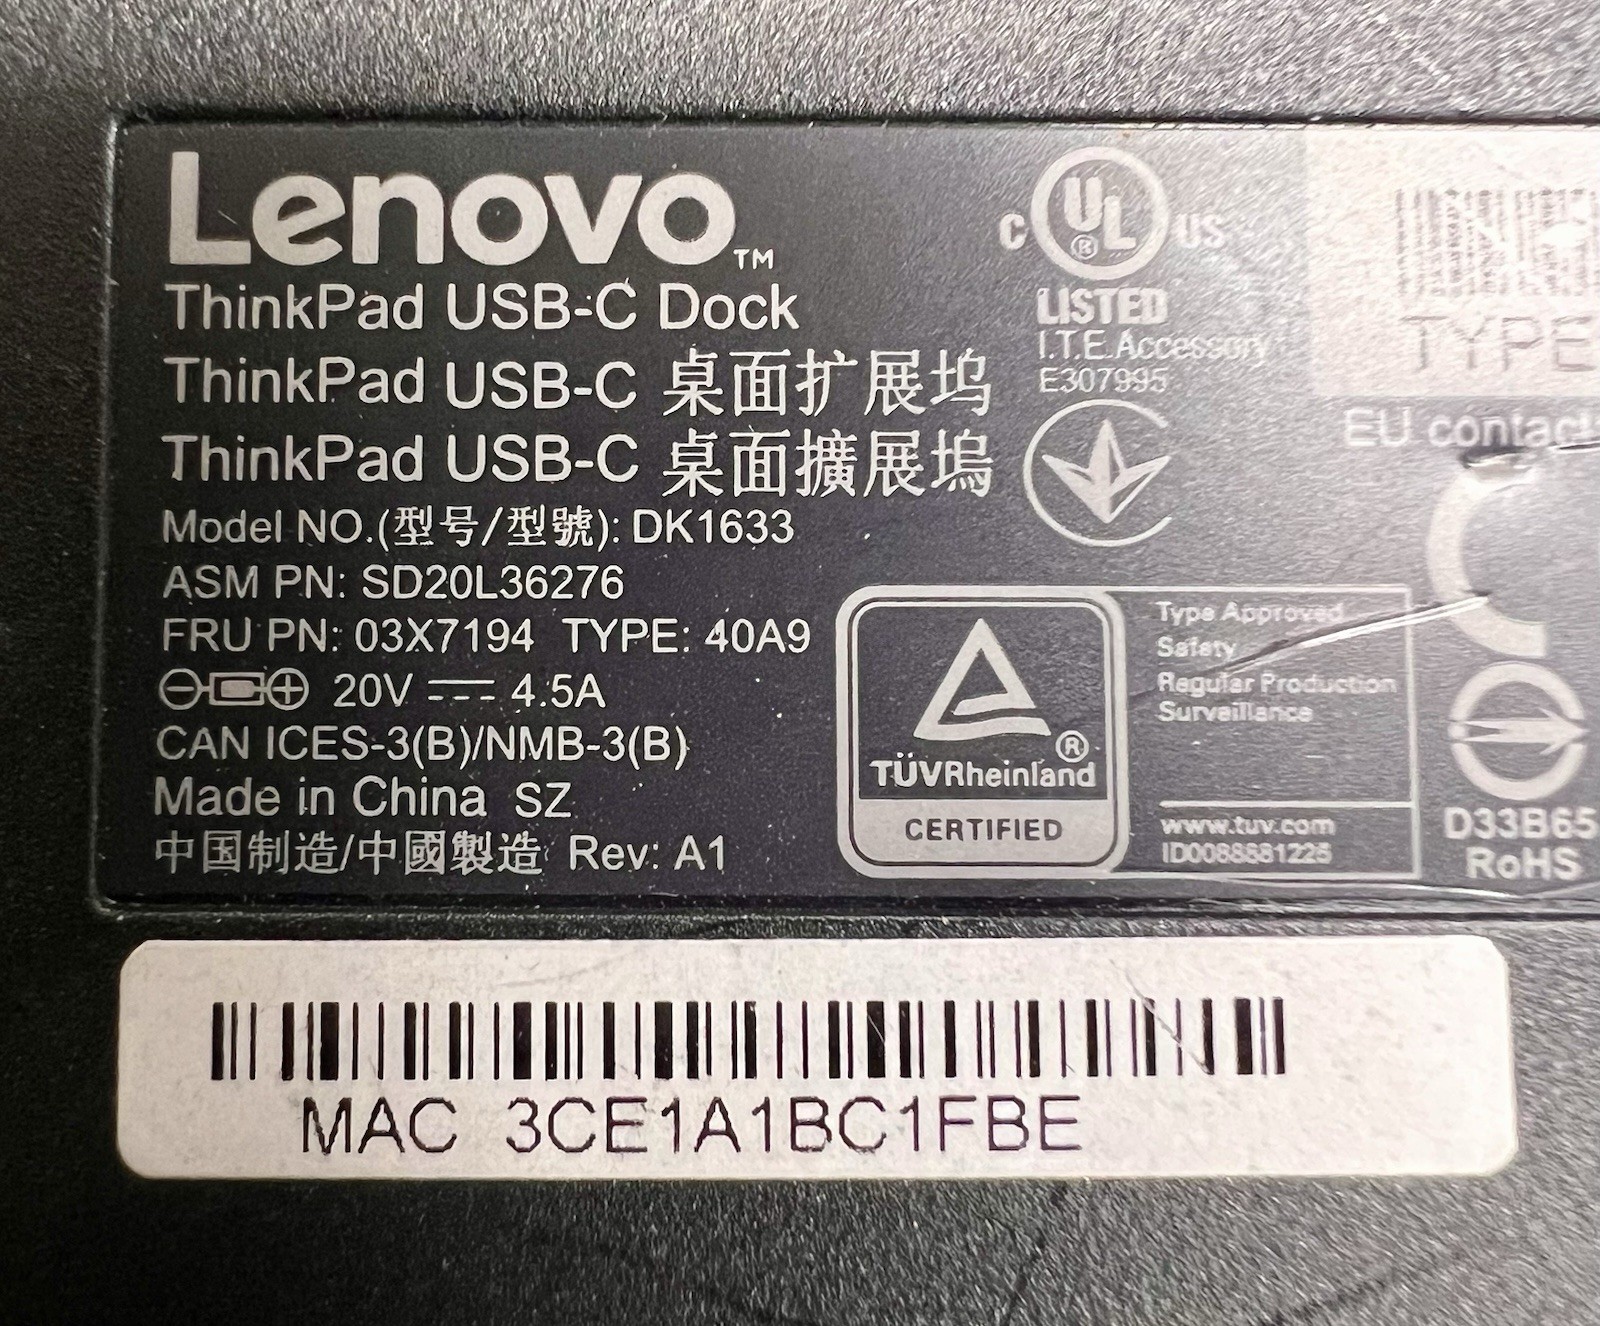 Lenovo™
ThinkPad USB-C Dock
ThinkPad USB-C 桌面扩展坞
ThinkPad USB-C 桌面擴展塢
Model NO.(型号/型號): DK1633
ASM PN: SD20L36276
FRU PN: 03X7194 TYPE: 40A9
20V 4.5A
CAN ICES-3(B)/NMB-3(B)
Made in China SZ
中国制造/中國製造 Rev: A1
C UL® US
LISTED
I.T.E.Accessory
E307995
TÜVRheinland®
CERTIFIED
Type Approved
Safety
Regular Production
Surveillance
www.tuv.com
ID0088881225
TYPE
EU contact
D33B65
RoHS
MAC 3CE1A1BC1FBE